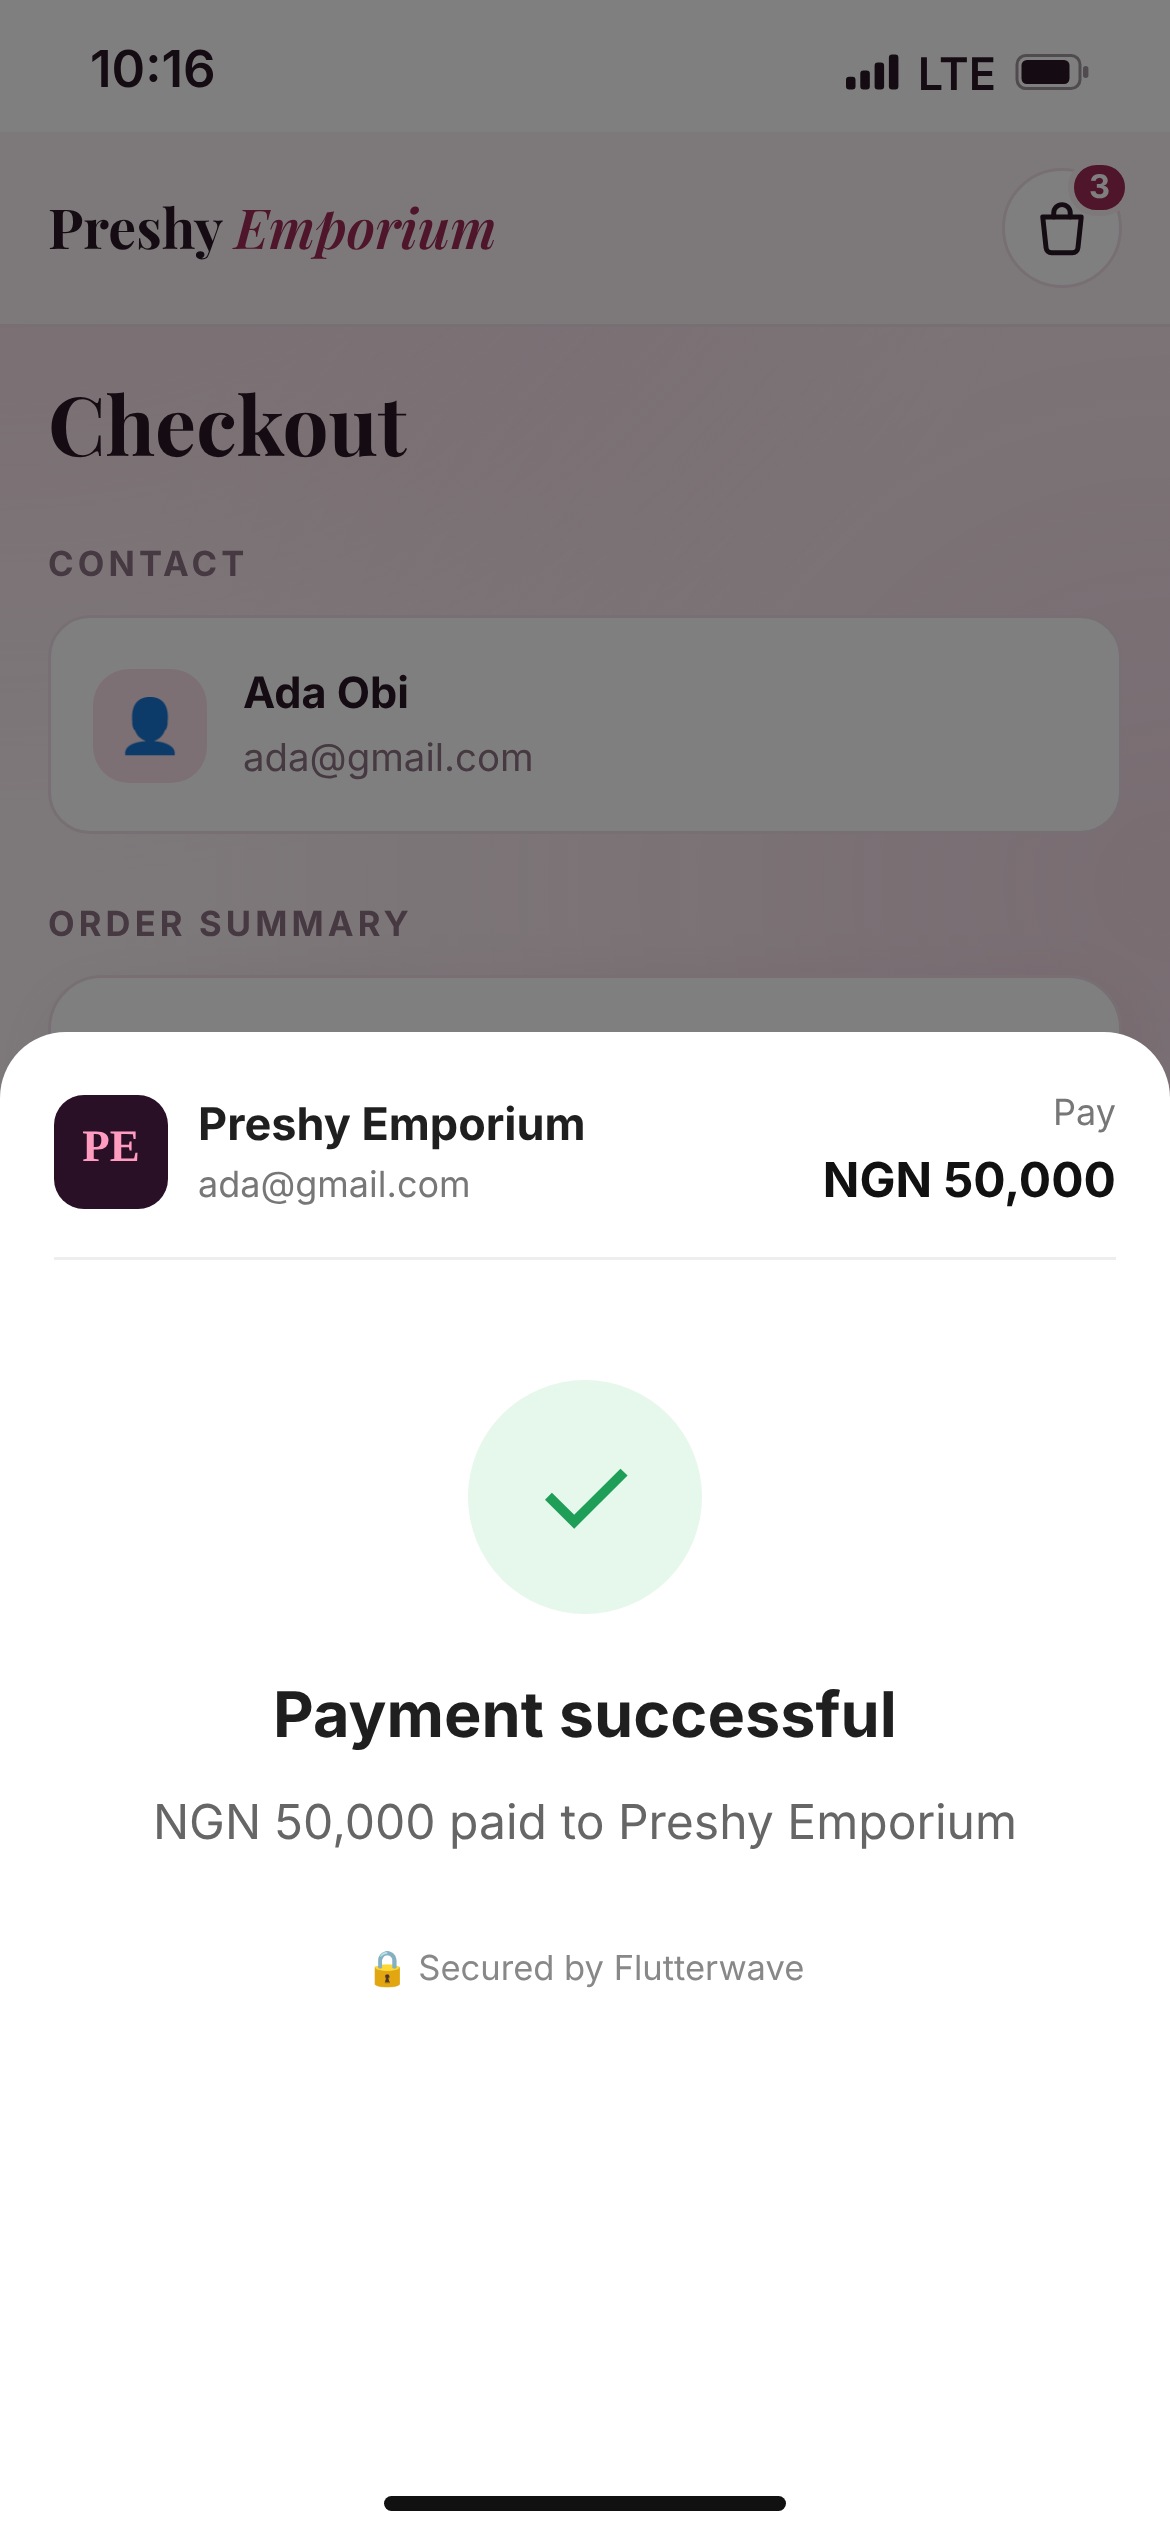 10:16
LTE
Preshy Emporium
3
Checkout
CONTACT
Ada Obi
ada@gmail.com
ORDER SUMMARY
PE
Preshy Emporium
ada@gmail.com
Pay
NGN 50,000
Payment successful
NGN 50,000 paid to Preshy Emporium
🔒 Secured by Flutterwave